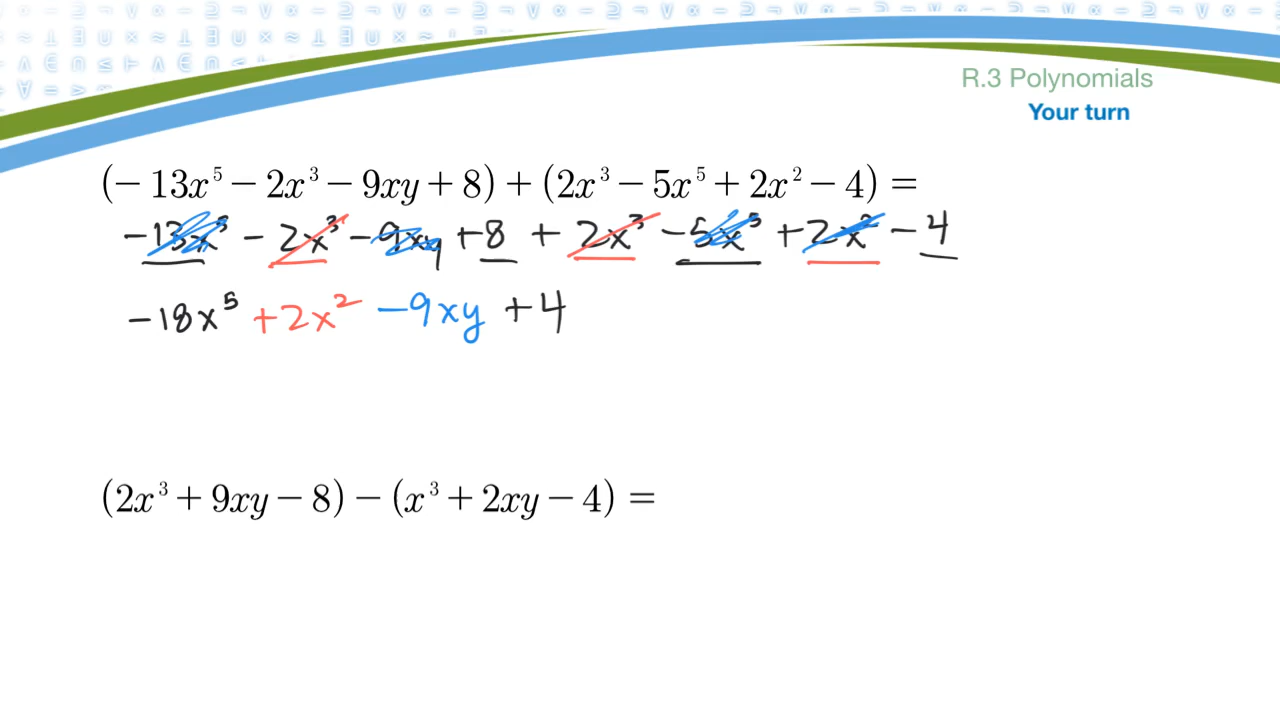 R.3 Polynomials
Your turn
(− 13x⁵ − 2x³ − 9xy + 8) + (2x³ − 5x⁵ + 2x² − 4) =
−13x⁵ − 2x³ − 9xy + 8 + 2x³ − 5x⁵ + 2x² − 4
−18x⁵ + 2x² − 9xy + 4
(2x³ + 9xy − 8) − (x³ + 2xy − 4) =